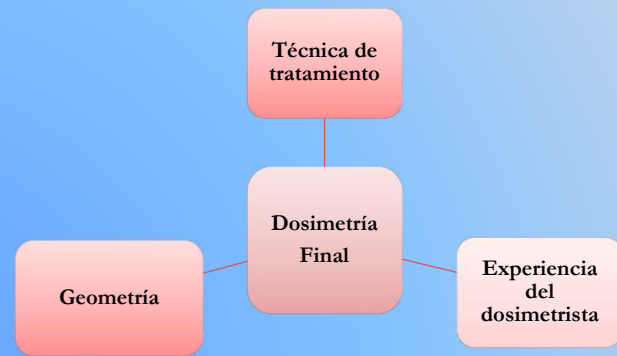 Técnica de
tratamiento
Dosimetría
Final
Geometría
Experiencia
del
dosimetrista